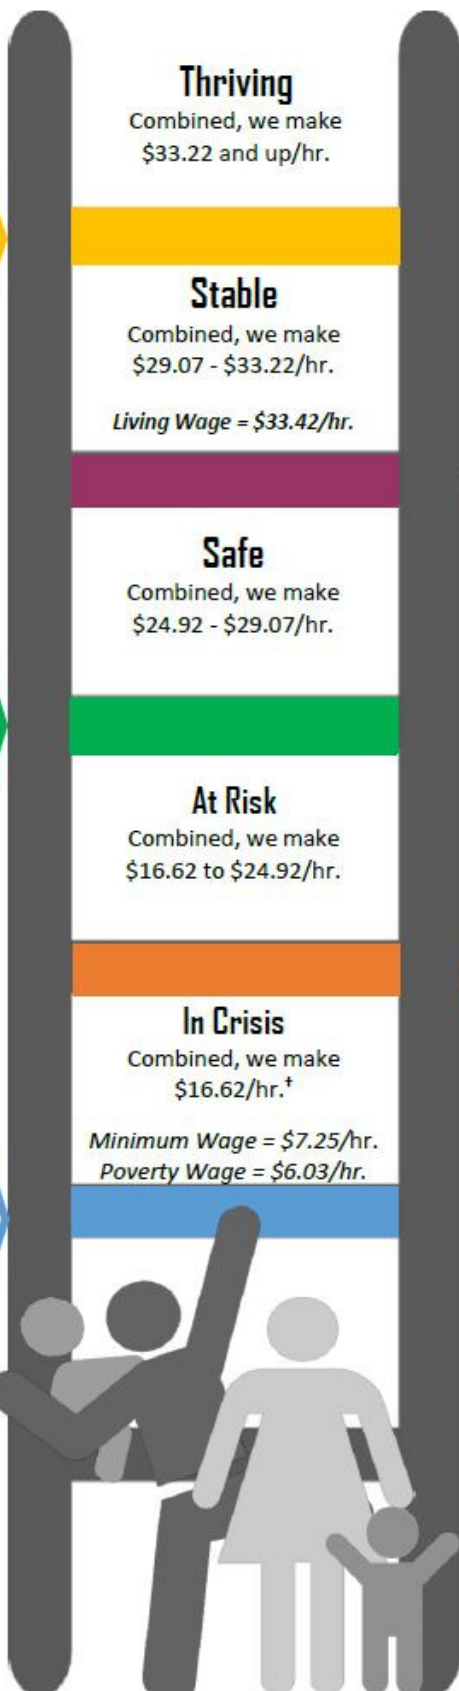 Thriving
Combined, we make
$33.22 and up/hr.
Stable
Combined, we make
$29.07 - $33.22/hr.
Living Wage = $33.42/hr.
Safe
Combined, we make
$24.92 - $29.07/hr.
At Risk
Combined, we make
$16.62 to $24.92/hr.
In Crisis
Combined, we make
$16.62/hr.†
Minimum Wage = $7.25/hr.
Poverty Wage = $6.03/hr.